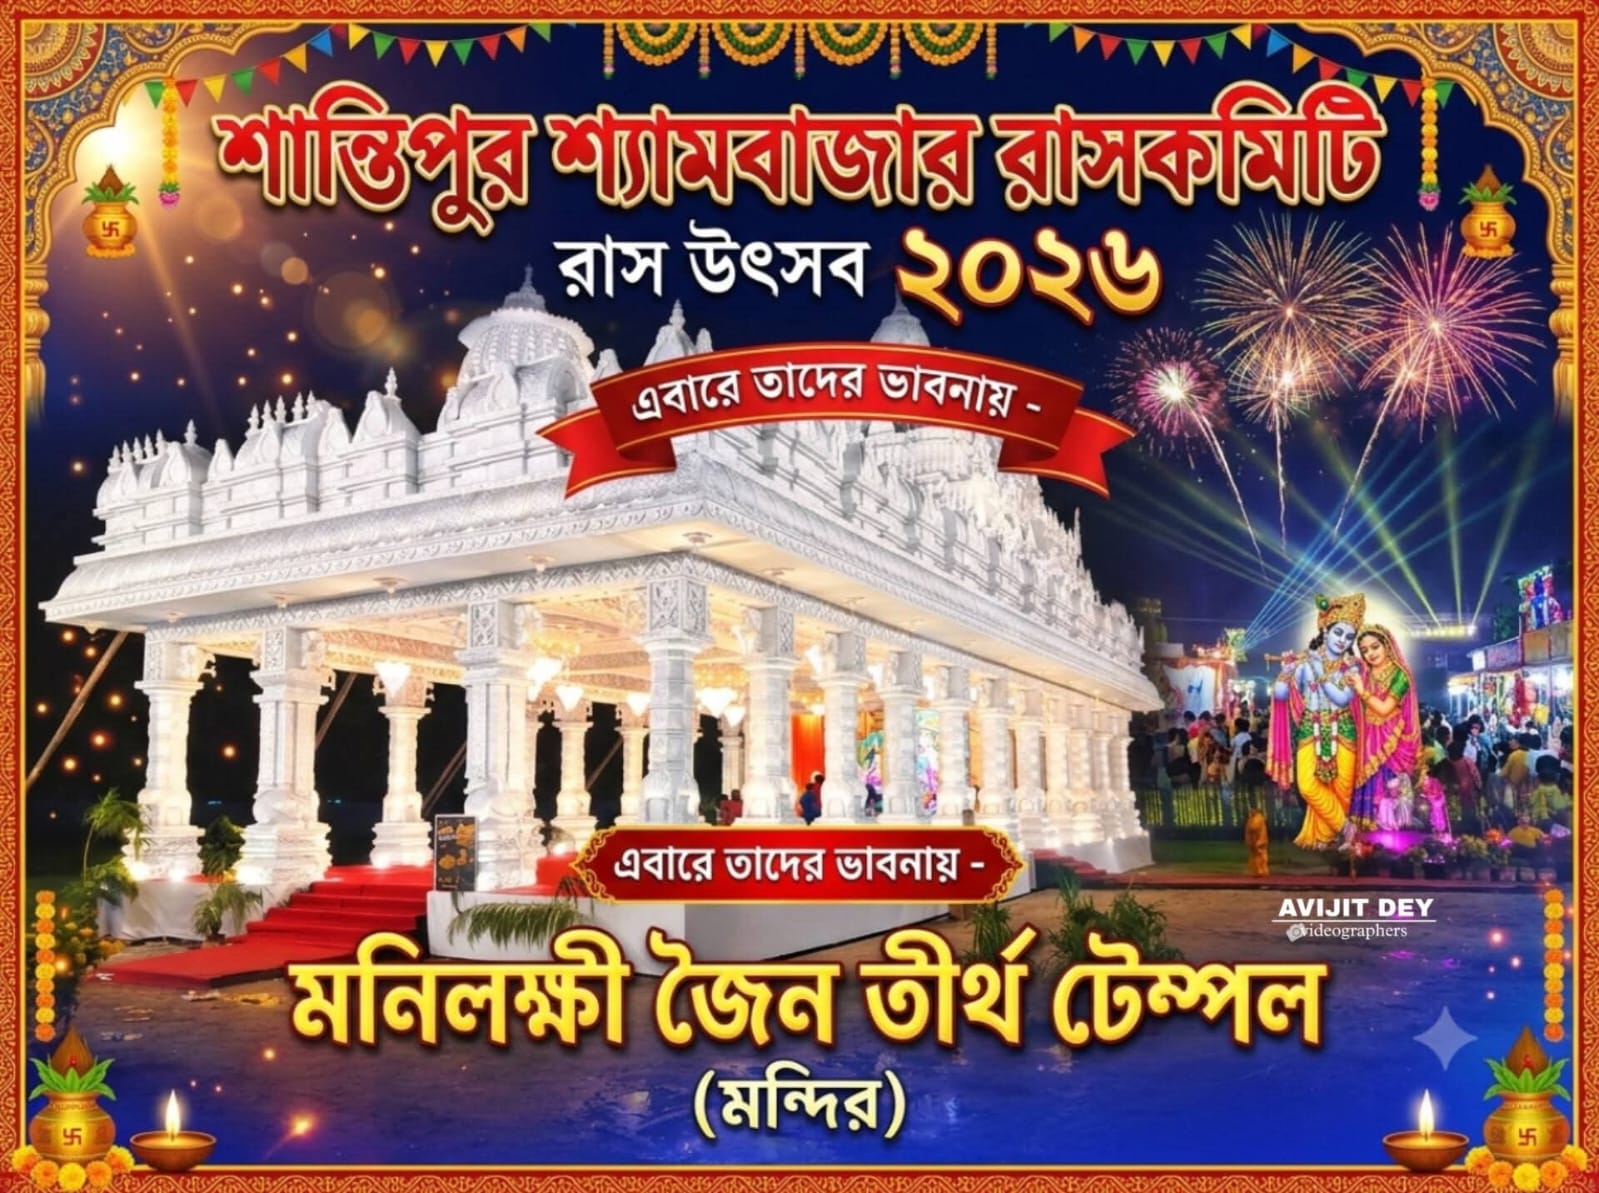 শান্তিপুর শ্যামবাজার রাসকমিটি
রাস উৎসব ২০২৬
এবারে তাদের ভাবনায় -
এবারে তাদের ভাবনায় -
AVIJIT DEY
@videographers
মনিলক্ষী জৈন তীর্থ টেম্পল
(মন্দির)